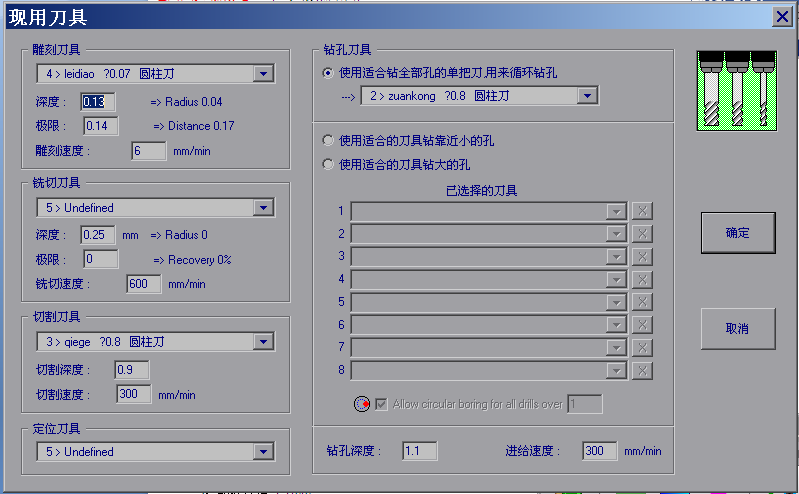 现用刀具
雕刻刀具
4 > leidiao ?0.07 圆柱刀
深度： 0.13 => Radius 0.04
极限： 0.14 => Distance 0.17
雕刻速度： 6 mm/min
铣切刀具
5 > Undefined
深度： 0.25 mm => Radius 0
极限： 0 => Recovery 0%
铣切速度： 600 mm/min
切割刀具
3 > qiege ?0.8 圆柱刀
切割深度： 0.9
切割速度： 300 mm/min
定位刀具
5 > Undefined
钻孔刀具
使用适合钻全部孔的单把刀,用来循环钻孔
---> 2 > zuankong ?0.8 圆柱刀
使用适合的刀具钻靠近小的孔
使用适合的刀具钻大的孔
已选择的刀具
1
2
3
4
5
6
7
8
Allow circular boring for all drills over 1
钻孔深度： 1.1 进给速度： 300 mm/min
确定
取消